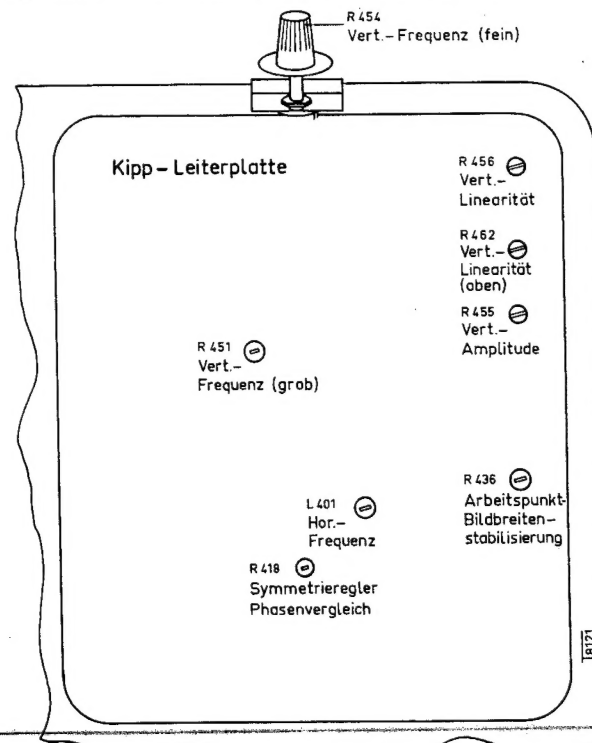 R 454
Vert.-Frequenz (fein)
Kipp-Leiterplatte
R 456
Vert.-
Linearität
R 462
Vert.-
Linearität
(oben)
R 455
Vert.-
Amplitude
R 451
Vert.-
Frequenz (grob)
R 436
Arbeitspunkt-
Bildbreiten-
stabilisierung
L 401
Hor.-
Frequenz
R 418
Symmetrieregler
Phasenvergleich
T8121